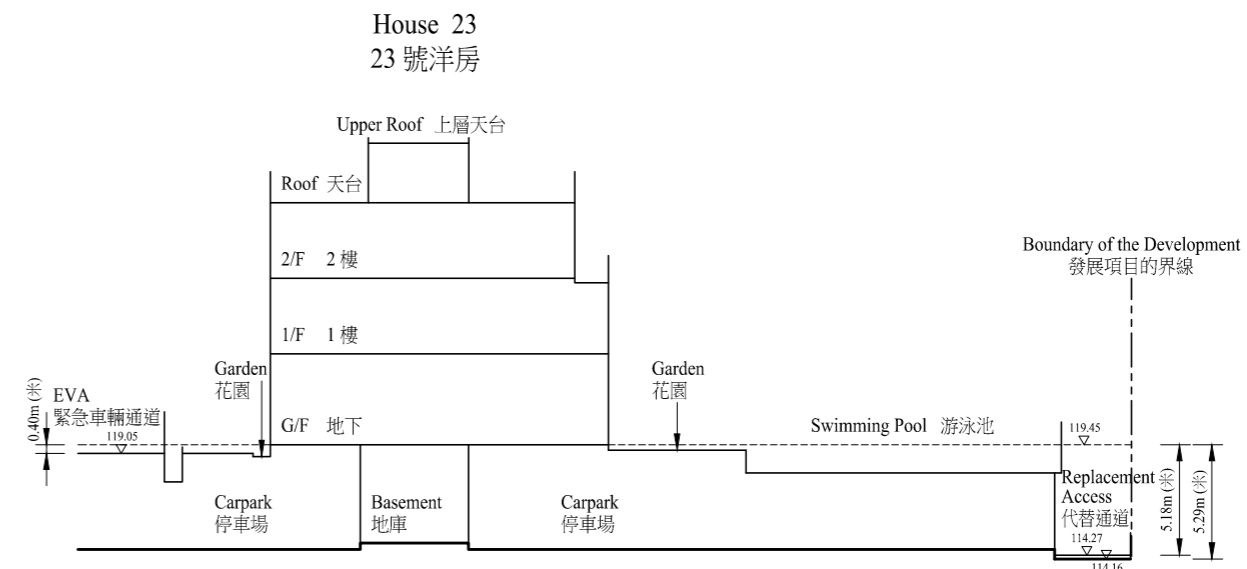 House 23
23 號洋房
Upper Roof 上層天台
Roof 天台
2/F 2 樓
Boundary of the Development
發展項目的界線
1/F 1 樓
Garden
花園
Garden
花園
0.40m (米)
EVA
緊急車輛通道
119.05
G/F 地下
Swimming Pool 游泳池
119.45
Carpark
停車場
Basement
地庫
Carpark
停車場
Replacement
Access
代替通道
114.27
114.16
5.18m (米)
5.29m (米)